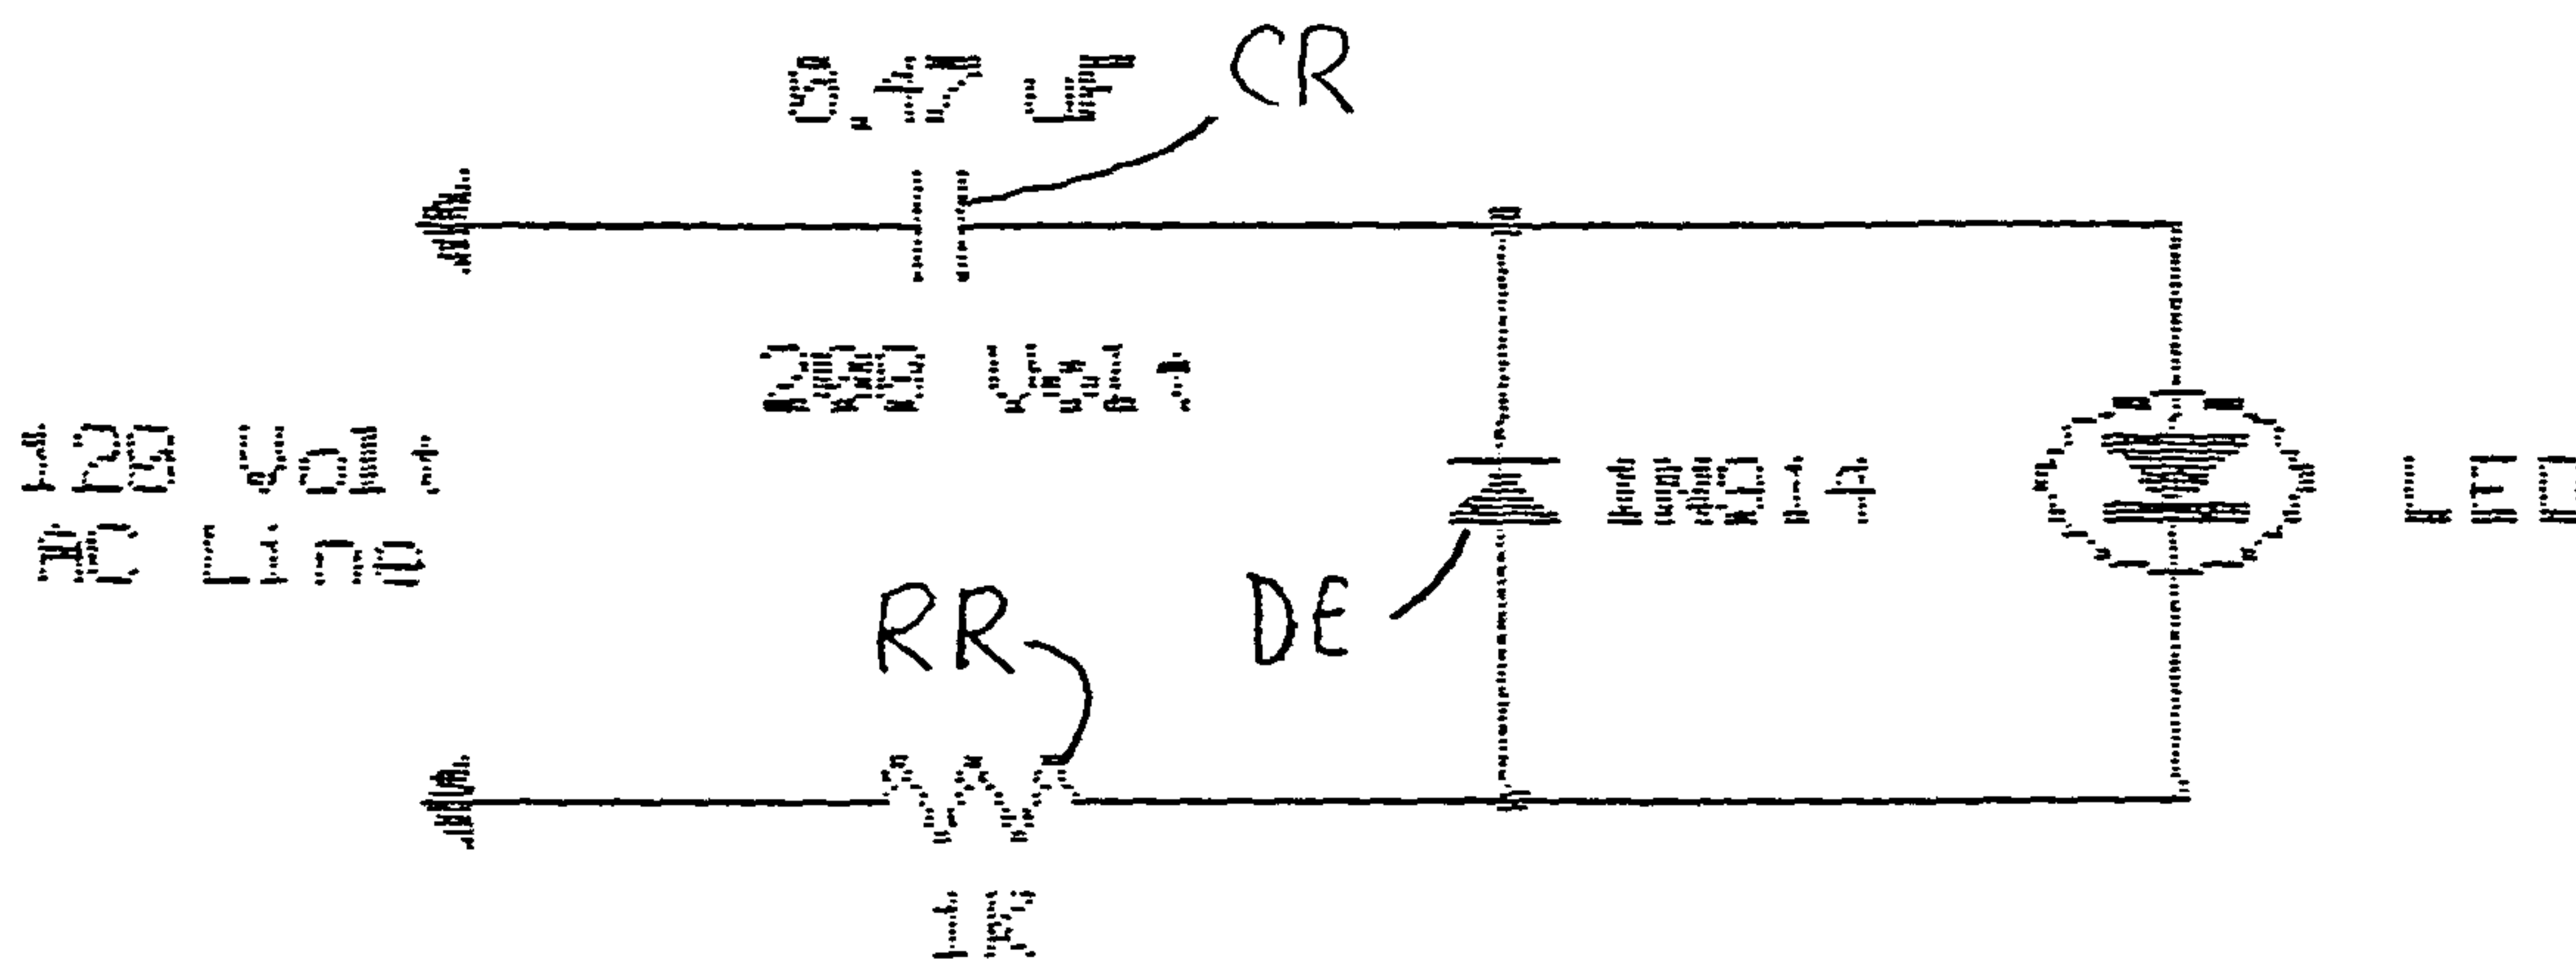 0.47 uF
CR
200 Volt
120 Volt
AC Line
1N914
LED
DE
RR
1K